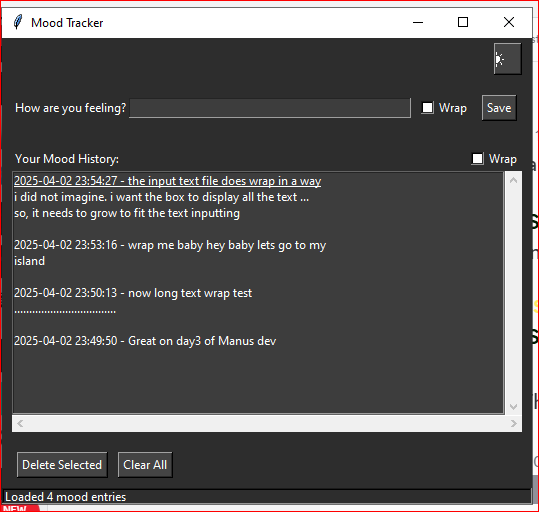 Mood Tracker
How are you feeling?
Wrap
Save
Your Mood History:
Wrap
2025-04-02 23:54:27 - the input text file does wrap in a way
i did not imagine. i want the box to display all the text ...
so, it needs to grow to fit the text inputting
2025-04-02 23:53:16 - wrap me baby hey baby lets go to my
island
2025-04-02 23:50:13 - now long text wrap test
..................................
2025-04-02 23:49:50 - Great on day3 of Manus dev
Delete Selected
Clear All
Loaded 4 mood entries
NEW